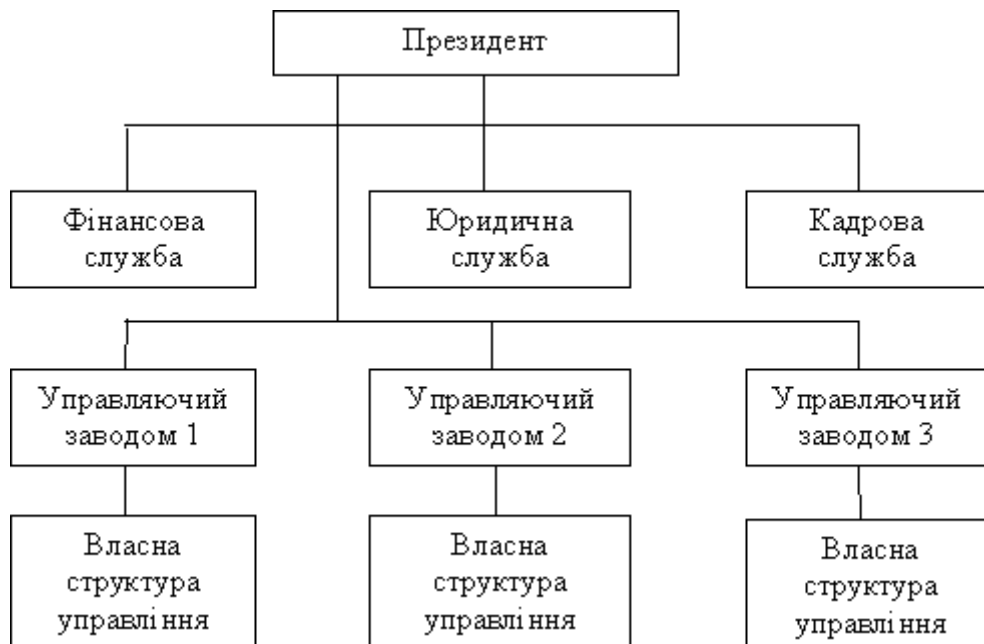 Президент
Фінансова
служба
Юридична
служба
Кадрова
служба
Управляючий
заводом 1
Управляючий
заводом 2
Управляючий
заводом 3
Власна
структура
управління
Власна
структура
управління
Власна
структура
управління